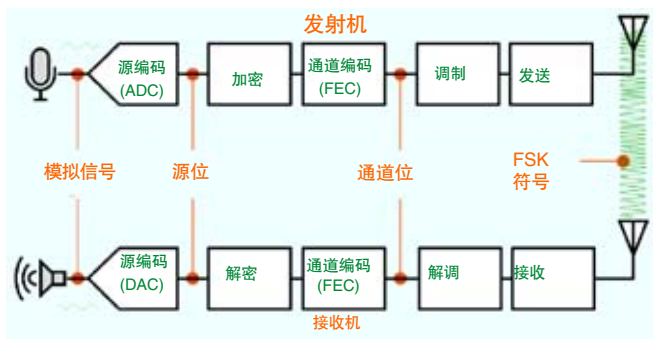 发射机
源编码
(ADC)
加密
通道编码
(FEC)
调制
发送
模拟信号
源位
通道位
FSK
符号
源编码
(DAC)
解密
通道编码
(FEC)
解调
接收
接收机